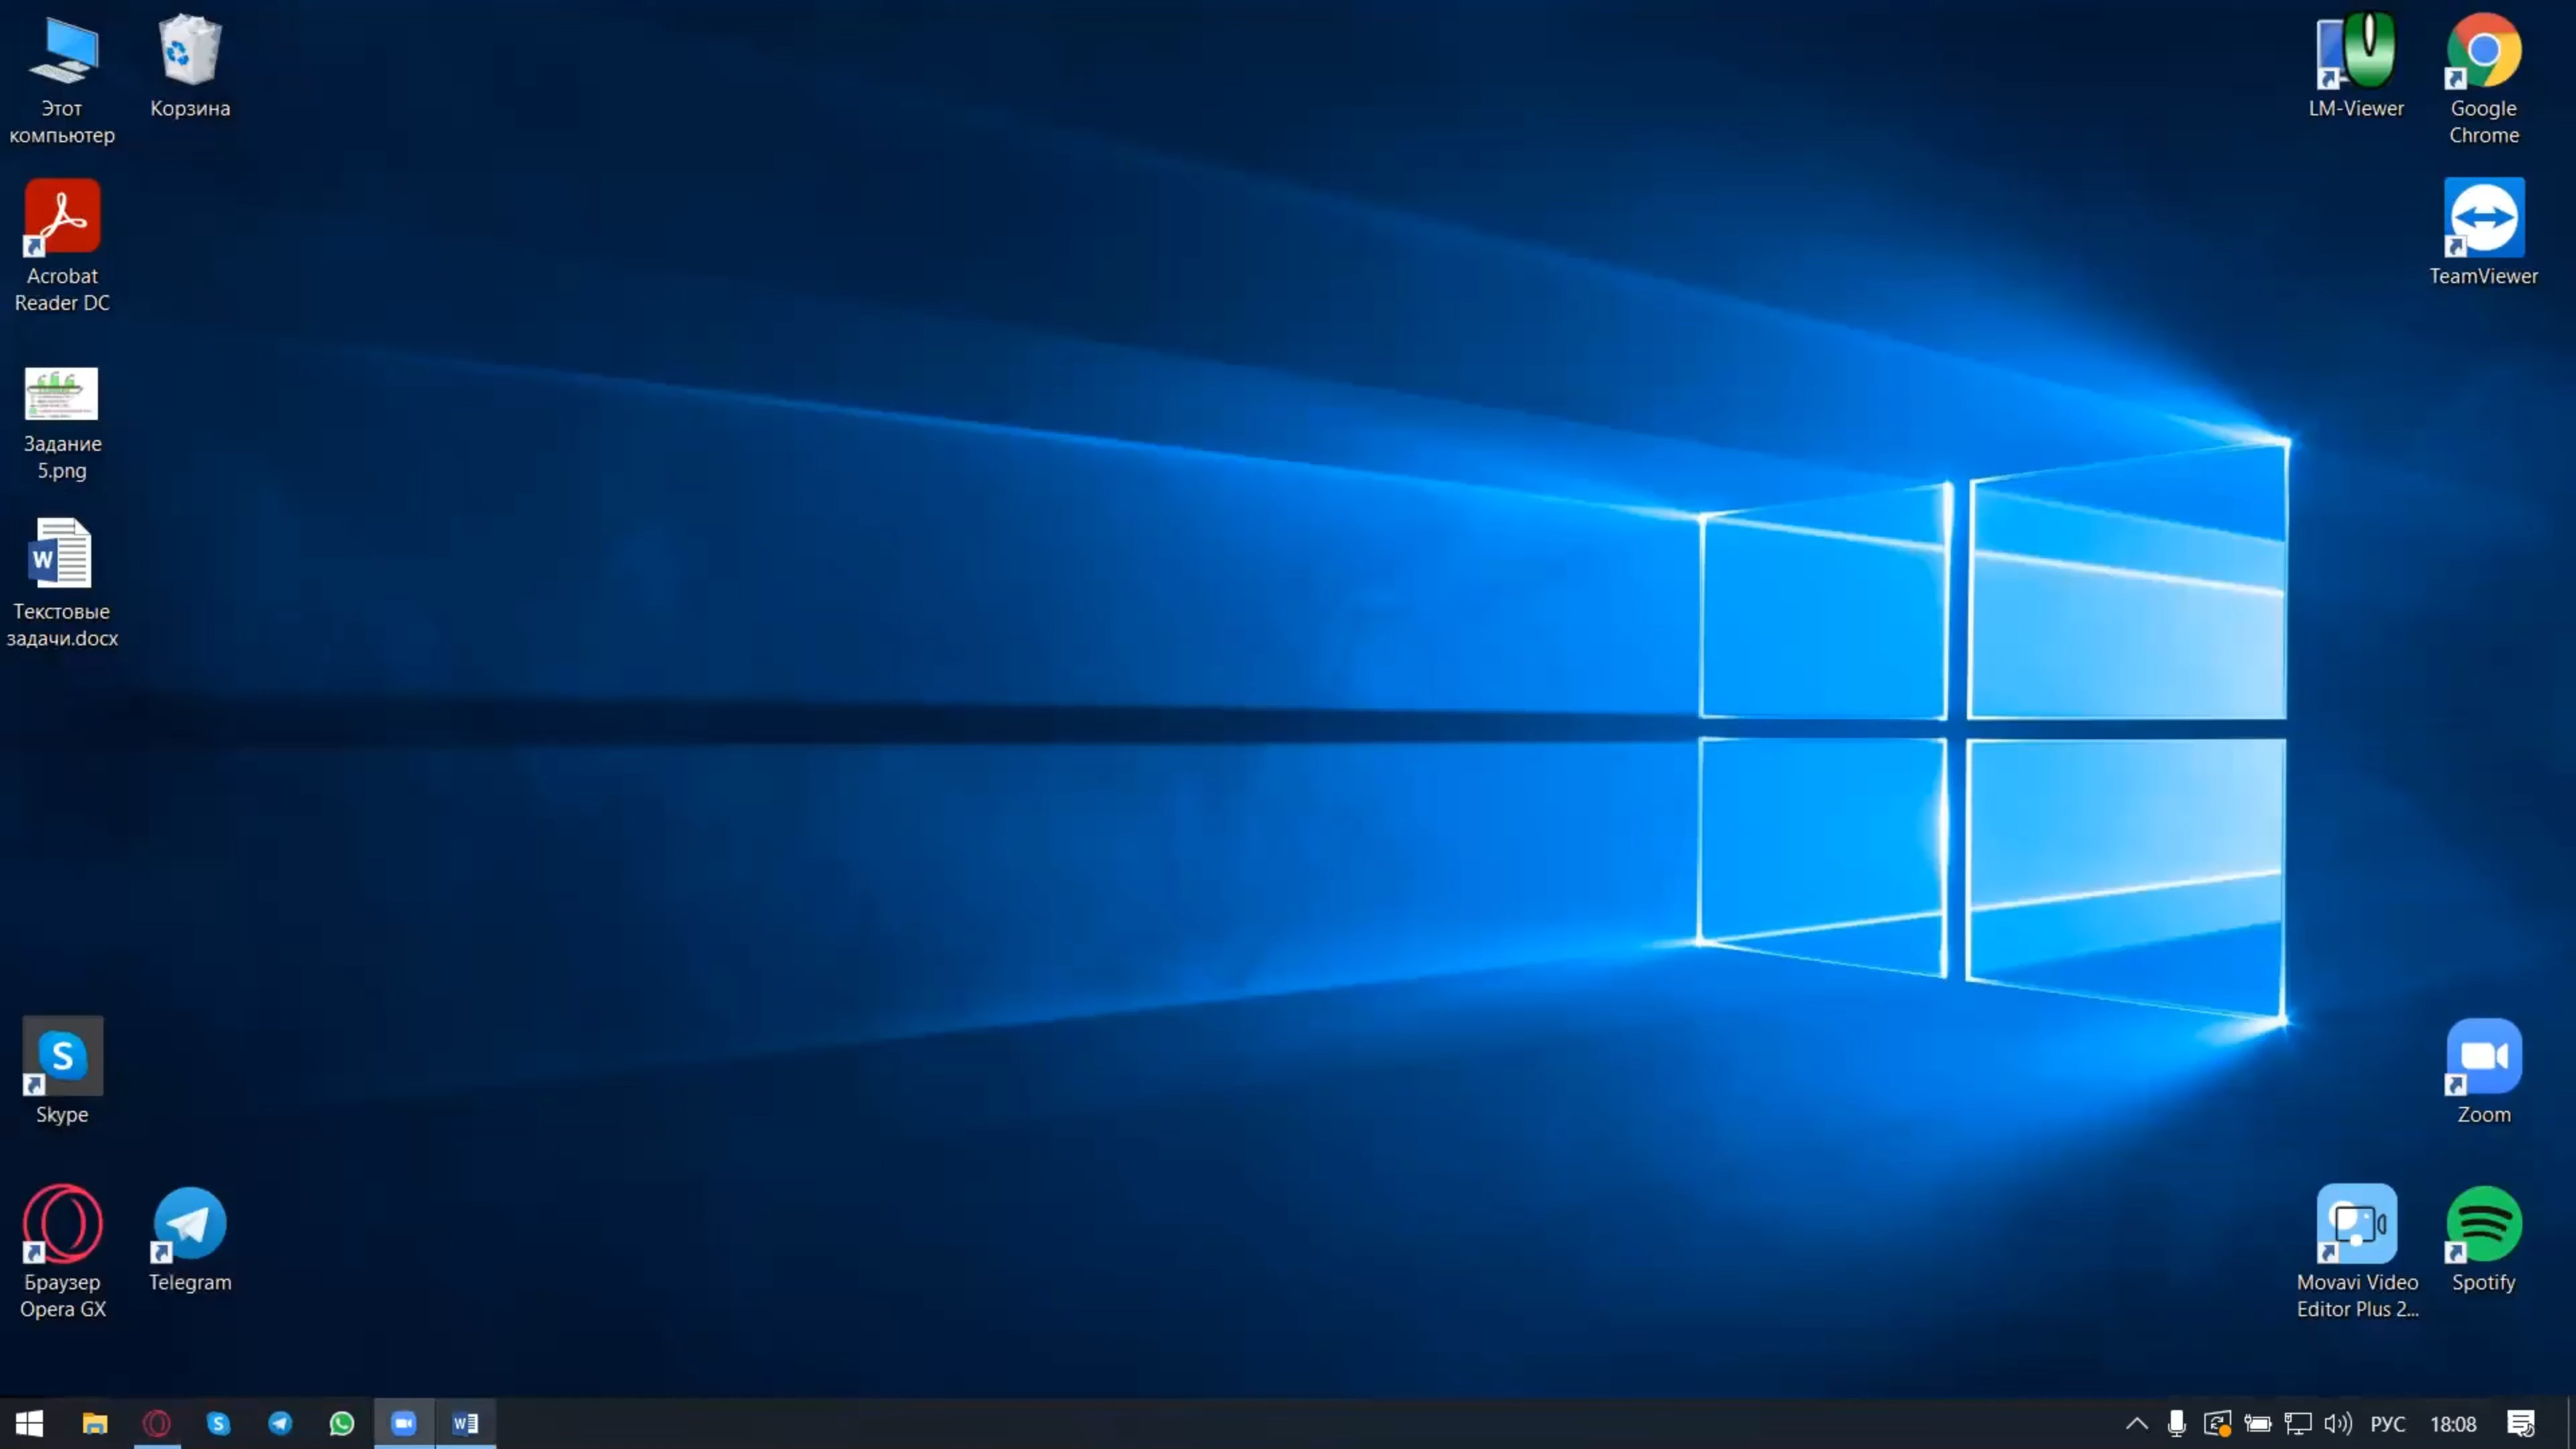 Этот
компьютер
Корзина
LM-Viewer
Google
Chrome
Acrobat
Reader DC
TeamViewer
Задание
5.png
Текстовые
задачи.docx
Skype
Zoom
Браузер
Opera GX
Telegram
Movavi Video
Editor Plus 2...
Spotify
РУС
18:08